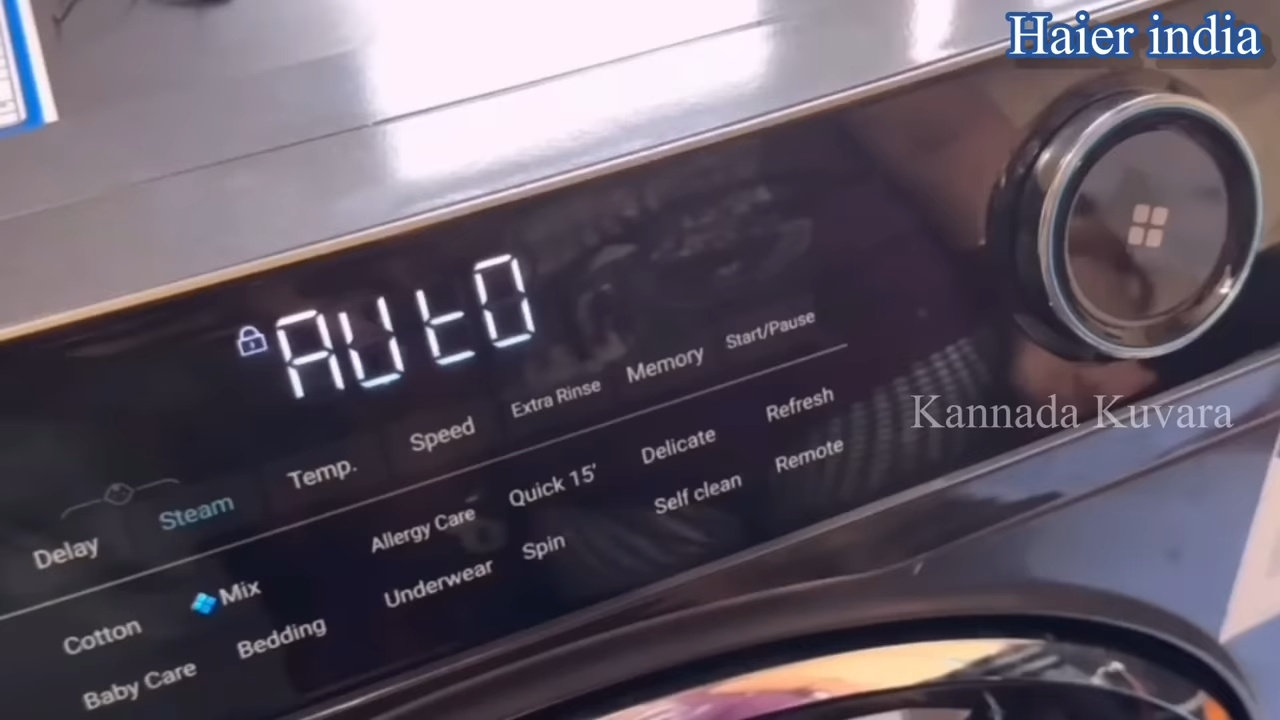 Haier india
AUtO
Delay Steam Temp. Speed Extra Rinse Memory Start/Pause
Kannada Kuvara
Cotton Mix Allergy Care Quick 15' Delicate Refresh
Baby Care Bedding Underwear Spin Self clean Remote